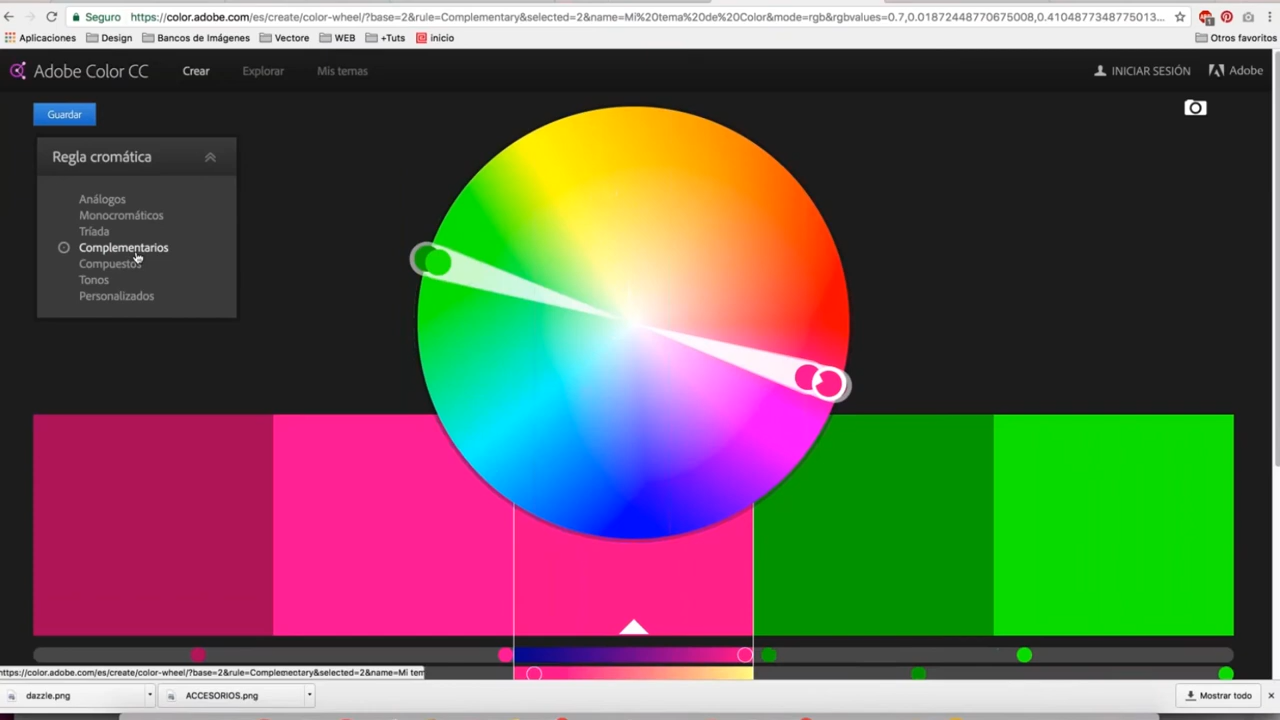 Seguro https://color.adobe.com/es/create/color-wheel/?base=2&rule=Complementary&selected=2&name=Mi%20tema%20de%20Color&mode=rgb&rgbvalues=0.7,0.01872448770675008,0.4104877348775013...
Aplicaciones Design Bancos de Imágenes Vectore WEB +Tuts inicio Otros favoritos
Adobe Color CC Crear Explorar Mis temas INICIAR SESIÓN Adobe
Guardar
Regla cromática
Análogos
Monocromáticos
Tríada
Complementarios
Compuestos
Tonos
Personalizados
https://color.adobe.com/es/create/color-wheel/?base=2&rule=Complementary&selected=2&name=Mi tem
dazzle.png ACCESORIOS.png Mostrar todo